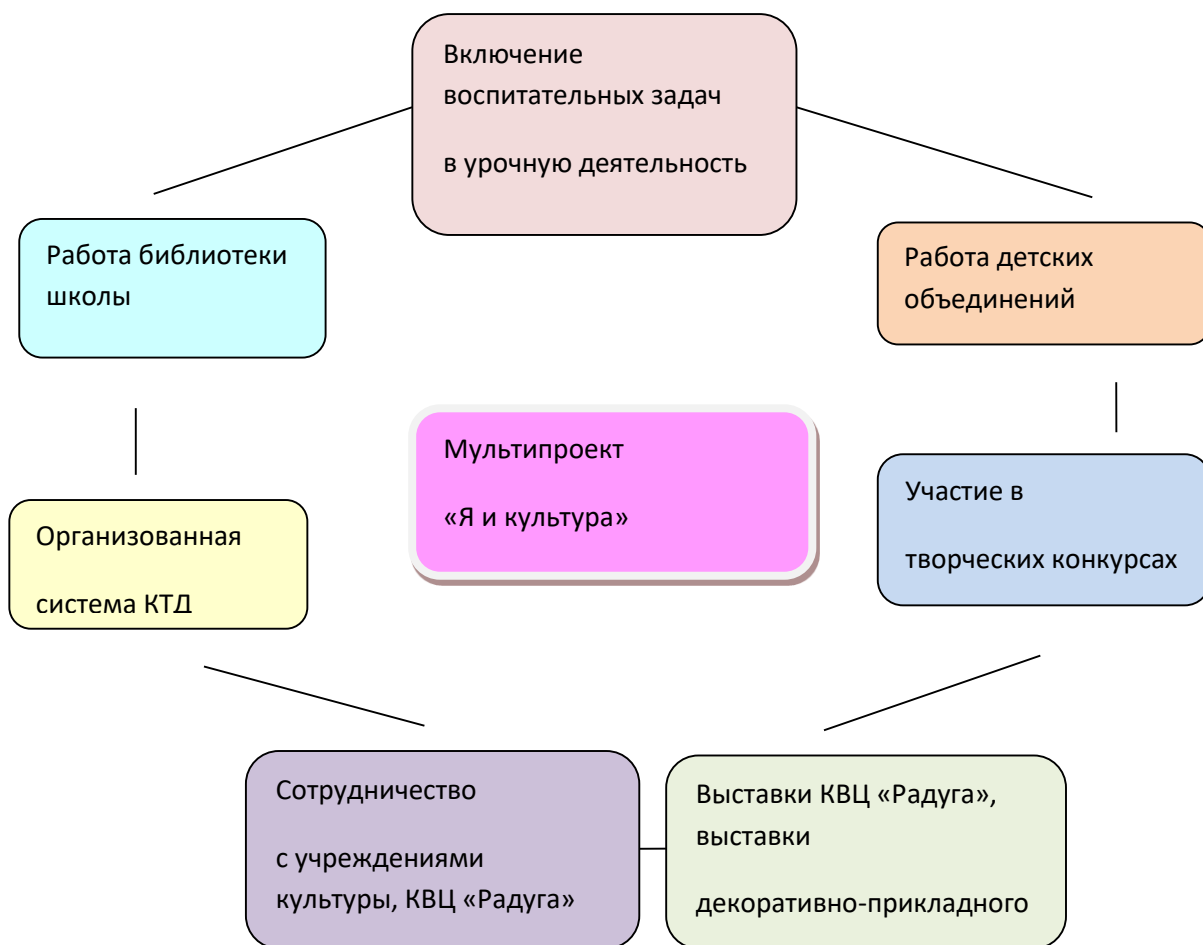 Включение
воспитательных задач
в урочную деятельность
Работа библиотеки
школы
Работа детских
объединений
Мультипроект
«Я и культура»
Организованная
система КТД
Участие в
творческих конкурсах
Сотрудничество
с учреждениями
культуры, КВЦ «Радуга»
Выставки КВЦ «Радуга»,
выставки
декоративно-прикладного